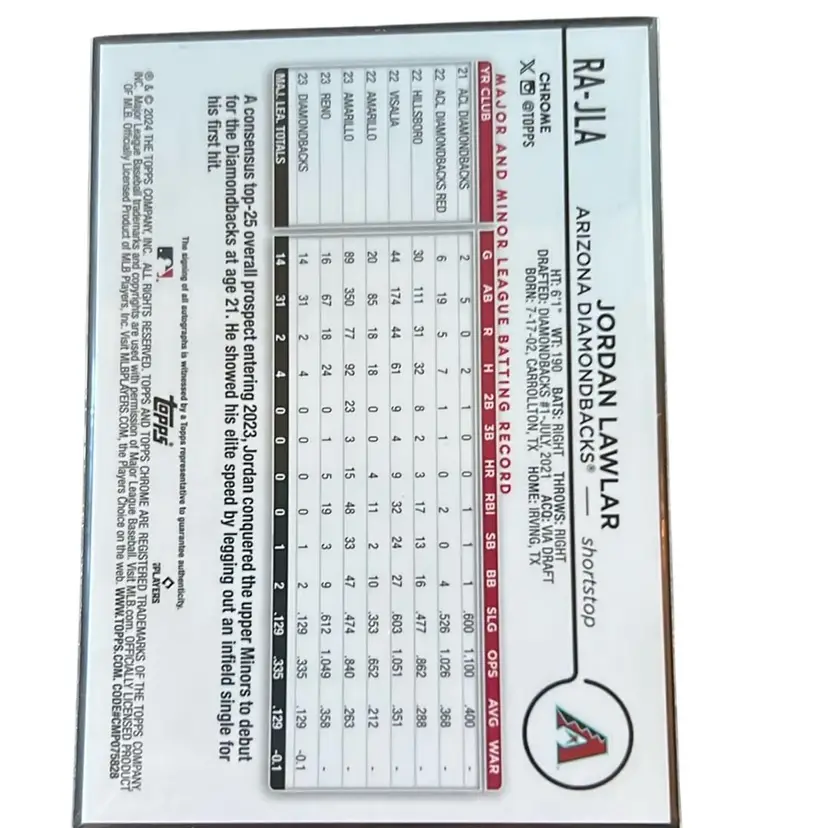 RA-JLA
JORDAN LAWLAR
ARIZONA DIAMONDBACKS® — shortstop
CHROME
@TOPPS
HT: 6'1" WT: 190 BATS: RIGHT THROWS: RIGHT
DRAFTED: DIAMONDBACKS #1-JULY, 2021 ACQ: VIA DRAFT
BORN: 7-17-02, CARROLLTON, TX HOME: IRVING, TX
MAJOR AND MINOR LEAGUE BATTING RECORD
YR CLUB G AB R H 2B 3B HR RBI SB BB SLG OPS AVG WAR
21 ACL DIAMONDBACKS 2 5 0 2 1 0 0 1 1 1 .600 1.100 .400 -
22 ACL DIAMONDBACKS RED 6 19 5 7 1 1 0 2 0 4 .526 1.026 .368 -
22 HILLSBORO 30 111 31 32 8 2 3 17 13 16 .477 .862 .288 -
22 VISALIA 44 174 44 61 9 4 9 32 24 27 .603 1.051 .351 -
22 AMARILLO 20 85 18 18 0 0 4 11 2 10 .353 .652 .212 -
23 AMARILLO 89 350 77 92 23 3 15 48 33 47 .474 .840 .263 -
23 RENO 16 67 18 24 0 1 5 19 3 9 .612 1.049 .358 -
23 DIAMONDBACKS 14 31 2 4 0 0 0 0 1 2 .129 .335 .129 -0.1
MAJ. LEA. TOTALS 14 31 2 4 0 0 0 0 1 2 .129 .335 .129 -0.1
A consensus top-25 overall prospect entering 2023, Jordan conquered the upper Minors to debut
for the Diamondbacks at age 21. He showed his elite speed by legging out an infield single for
his first hit.
The signing of all autographs is witnessed by a Topps representative to guarantee authenticity.
topps
PLAYERS
® & © 2024 THE TOPPS COMPANY, INC. ALL RIGHTS RESERVED. TOPPS AND TOPPS CHROME ARE REGISTERED TRADEMARKS OF THE TOPPS COMPANY,
INC. Major League Baseball trademarks and copyrights are used with permission of Major League Baseball. Visit MLB.com. OFFICIALLY LICENSED PRODUCT
OF MLB. Officially Licensed Product of MLB Players, Inc. Visit MLBPLAYERS.COM, the Players Choice on the web. WWW.TOPPS.COM. CODE#CMP075828